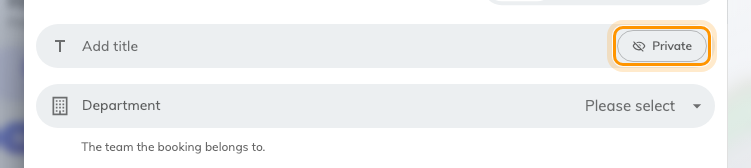 Add title Private
Department Please select
The team the booking belongs to.